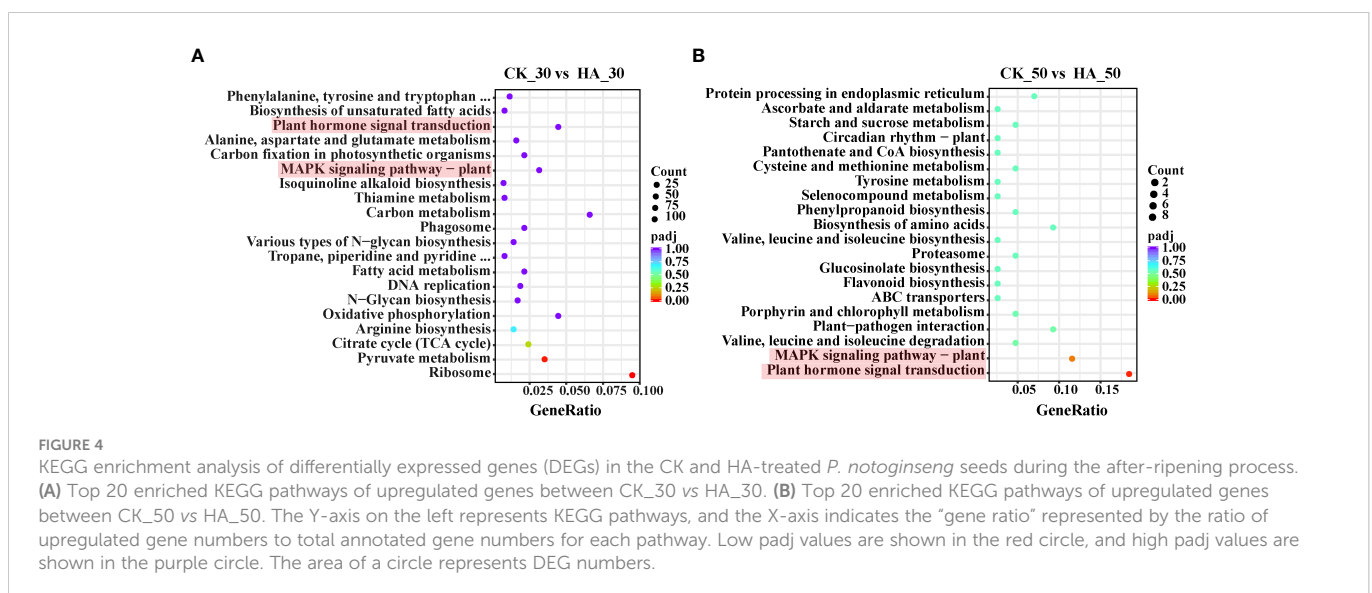 A
CK_30 vs HA_30
Phenylalanine, tyrosine and tryptophan ...
Biosynthesis of unsaturated fatty acids
Plant hormone signal transduction
Alanine, aspartate and glutamate metabolism
Carbon fixation in photosynthetic organisms
MAPK signaling pathway − plant
Isoquinoline alkaloid biosynthesis
Thiamine metabolism
Carbon metabolism
Phagosome
Various types of N−glycan biosynthesis
Tropane, piperidine and pyridine ...
Fatty acid metabolism
DNA replication
N−Glycan biosynthesis
Oxidative phosphorylation
Arginine biosynthesis
Citrate cycle (TCA cycle)
Pyruvate metabolism
Ribosome
0.025 0.050 0.075 0.100
GeneRatio
Count
25
50
75
100
padj
1.00
0.75
0.50
0.25
0.00
B
CK_50 vs HA_50
Protein processing in endoplasmic reticulum
Ascorbate and aldarate metabolism
Starch and sucrose metabolism
Circadian rhythm − plant
Pantothenate and CoA biosynthesis
Cysteine and methionine metabolism
Tyrosine metabolism
Selenocompound metabolism
Phenylpropanoid biosynthesis
Biosynthesis of amino acids
Valine, leucine and isoleucine biosynthesis
Proteasome
Glucosinolate biosynthesis
Flavonoid biosynthesis
ABC transporters
Porphyrin and chlorophyll metabolism
Plant−pathogen interaction
Valine, leucine and isoleucine degradation
MAPK signaling pathway − plant
Plant hormone signal transduction
0.05 0.10 0.15
GeneRatio
Count
2
4
6
8
padj
1.00
0.75
0.50
0.25
0.00
FIGURE 4
KEGG enrichment analysis of differentially expressed genes (DEGs) in the CK and HA-treated P. notoginseng seeds during the after-ripening process.
(A) Top 20 enriched KEGG pathways of upregulated genes between CK_30 vs HA_30. (B) Top 20 enriched KEGG pathways of upregulated genes
between CK_50 vs HA_50. The Y-axis on the left represents KEGG pathways, and the X-axis indicates the "gene ratio" represented by the ratio of
upregulated gene numbers to total annotated gene numbers for each pathway. Low padj values are shown in the red circle, and high padj values are
shown in the purple circle. The area of a circle represents DEG numbers.